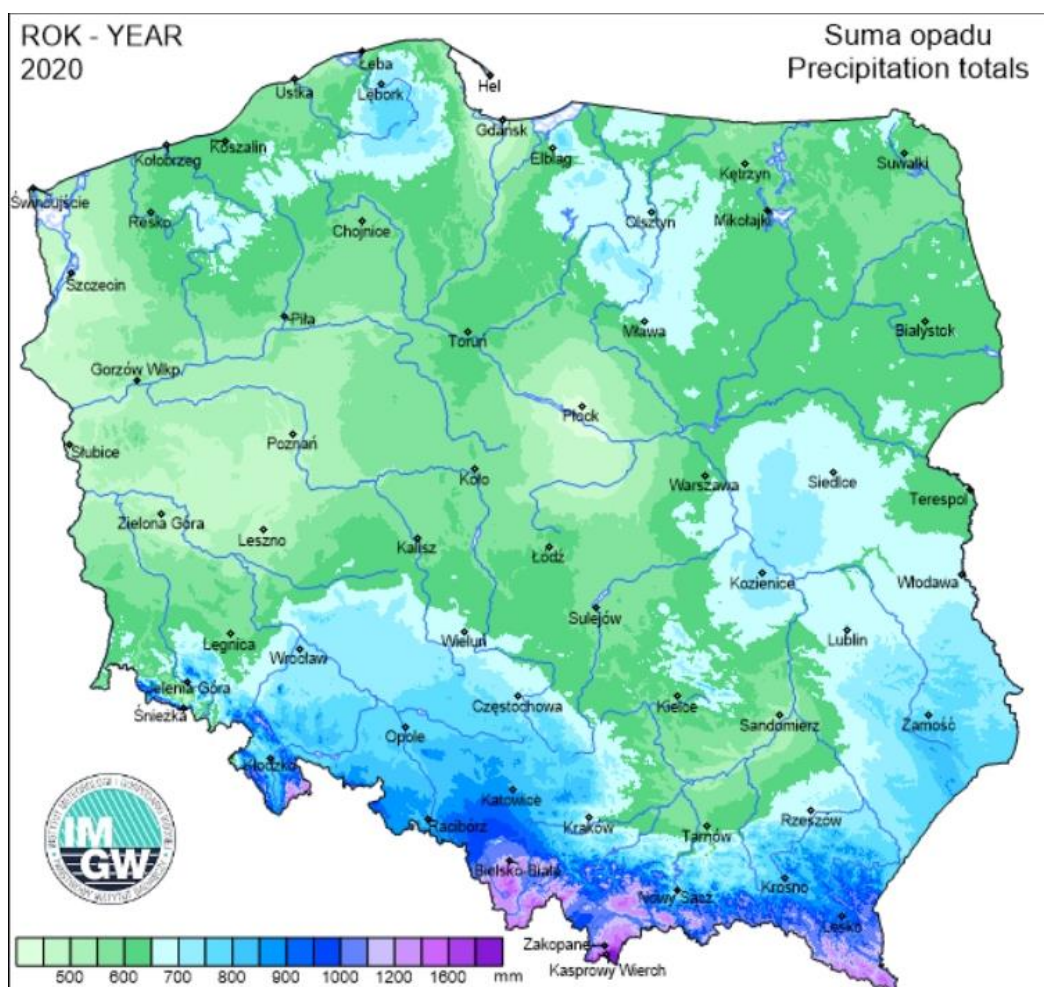 ROK - YEAR
2020
Suma opadu
Precipitation totals
Łeba
Ustka
Lębork
Hel
Gdańsk
Koszalin
Kołobrzeg
Elbląg
Suwałki
Kętrzyn
Świnoujście
Resko
Chojnice
Olsztyn
Mikołajki
Szczecin
Piła
Toruń
Mława
Białystok
Gorzów Wlkp.
Płock
Słubice
Poznań
Koło
Warszawa
Siedlce
Terespol
Zielona Góra
Leszno
Kalisz
Łódź
Kozienice
Włodawa
Sulejów
Legnica
Wrocław
Wieluń
Lublin
Jelenia Góra
Śnieżka
Częstochowa
Kielce
Sandomierz
Zamość
Opole
Kłodzko
Katowice
Racibórz
Kraków
Tarnów
Rzeszów
Bielsko-Biała
Nowy Sącz
Krosno
Lesko
Zakopane
Kasprowy Wierch
IM
GW
500 600 700 800 900 1000 1200 1600 mm